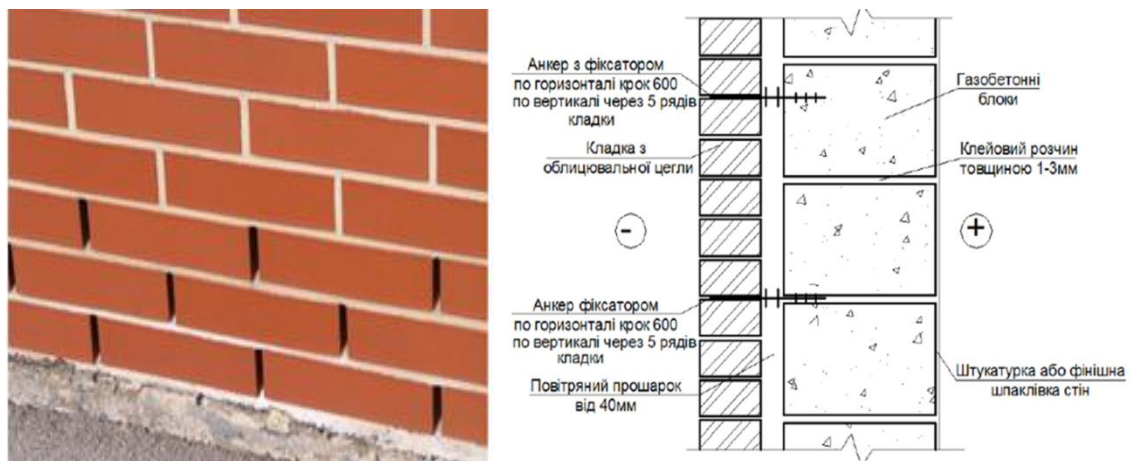 Анкер з фіксатором
по горизонталі крок 600
по вертикалі через 5 рядів
кладки
Кладка з
облицювальної цегли
-
Анкер фіксатором
по горизонталі крок 600
по вертикалі через 5 рядів
кладки
Повітряний прошарок
від 40мм
Газобетонні
блоки
Клейовий розчин
товщиною 1-3мм
+
Штукатурка або фінішна
шпаклівка стін